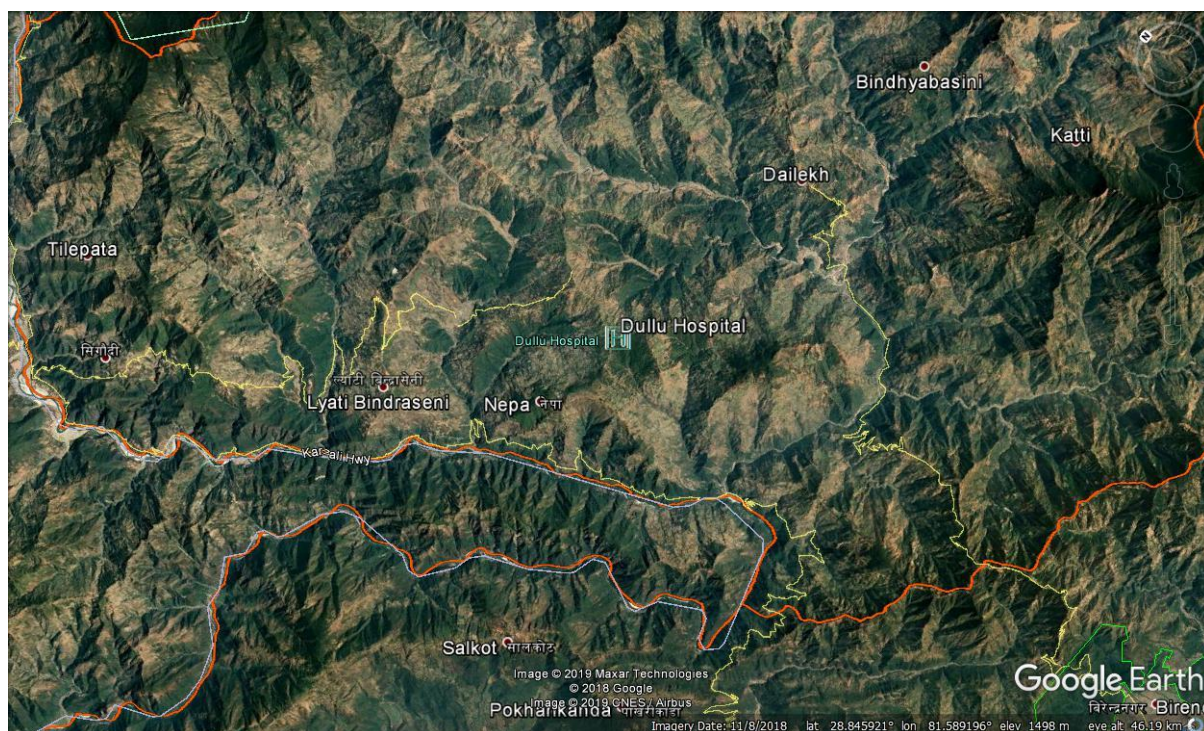 N
Bindhyabasini
Katti
Dailekh
Tilepata
Dullu Hospital
Dullu Hospital
ल्याटी बिन्द्रासेनी
Lyati Bindraseni
Nepa नेपा
Karnali Hwy
Salkot सालकोट
Image © 2019 Maxar Technologies
© 2018 Google
Image © 2019 CNES / Airbus
Google Earth
Pokharikanda पोखरीकाँडा
बिरेन्द्रनगर Biren
Imagery Date: 11/8/2018 lat 28.845921° lon 81.589196° elev 1498 m eye alt 46.19 km